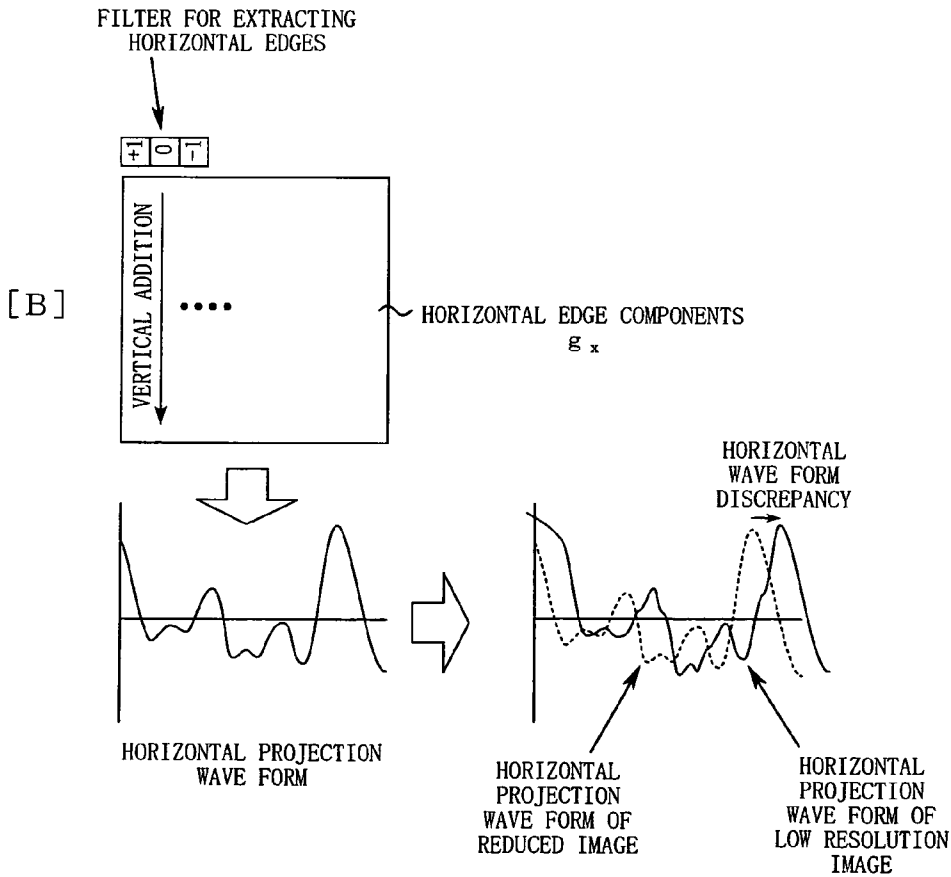 FILTER FOR EXTRACTING
HORIZONTAL EDGES
+1 0 -1
VERTICAL ADDITION
[B]
HORIZONTAL EDGE COMPONENTS
g x
HORIZONTAL
WAVE FORM
DISCREPANCY
HORIZONTAL PROJECTION
WAVE FORM
HORIZONTAL
PROJECTION
WAVE FORM OF
REDUCED IMAGE
HORIZONTAL
PROJECTION
WAVE FORM OF
LOW RESOLUTION
IMAGE